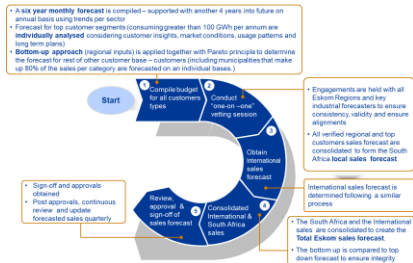 • A six year monthly forecast is compiled – supported with another 4 years into future on
annual basis using trends per sector
• Forecast for top customer segments (consuming greater than 100 GWh per annum are
individually analysed considering customer insights, market conditions, usage patterns and
long term plans)
• Bottom-up approach (regional inputs) is applied together with Pareto principle to determine
the forecast for rest of other customer base – customers (including municipalities that make
up 80% of the sales per category are forecasted on an individual bases.)
Start
1
Compile budget
for all customers
types
2
Conduct
"one-on –one"
vetting session
• Engagements are held with all
Eskom Regions and key
industrial forecasters to ensure
consistency, validity and ensure
alignments
• All verified regional and top
customers sales forecast are
consolidated to form the South
Africa local sales forecast
3
Obtain
International
sales
forecast
International sales forecast is
determined following a similar
process
4
Consolidated
International &
South Africa
sales
• The South Africa and the International
sales are consolidated to create the
Total Eskom sales forecast.
• The bottom up is compared to top
down forecast to ensure integrity
5
Review,
approval &
sign-off of
sales forecast
• Sign-off and approvals
obtained
• Post approvals, continuous
review and update
forecasted sales quarterly